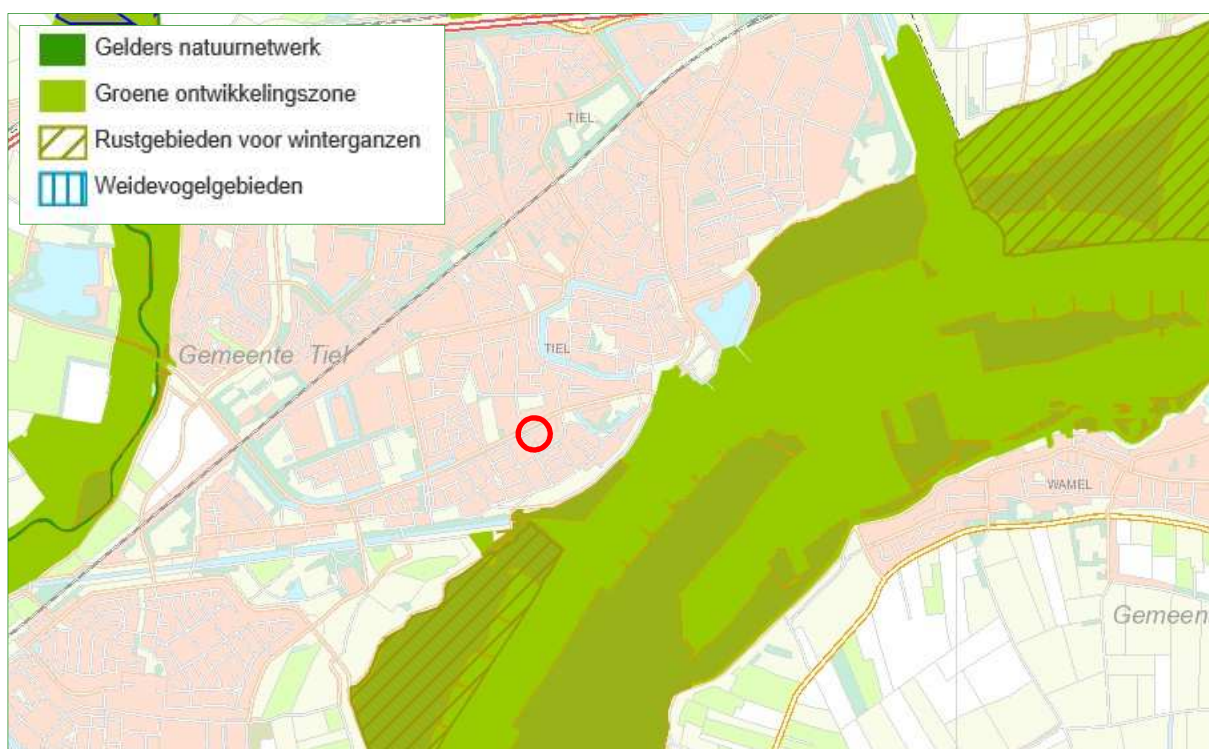 Gelders natuurnetwerk
Groene ontwikkelingszone
Rustgebieden voor winterganzen
Weidevogelgebieden
TIEL
TIEL
Gemeente Tiel
WAMEL
Gemeen